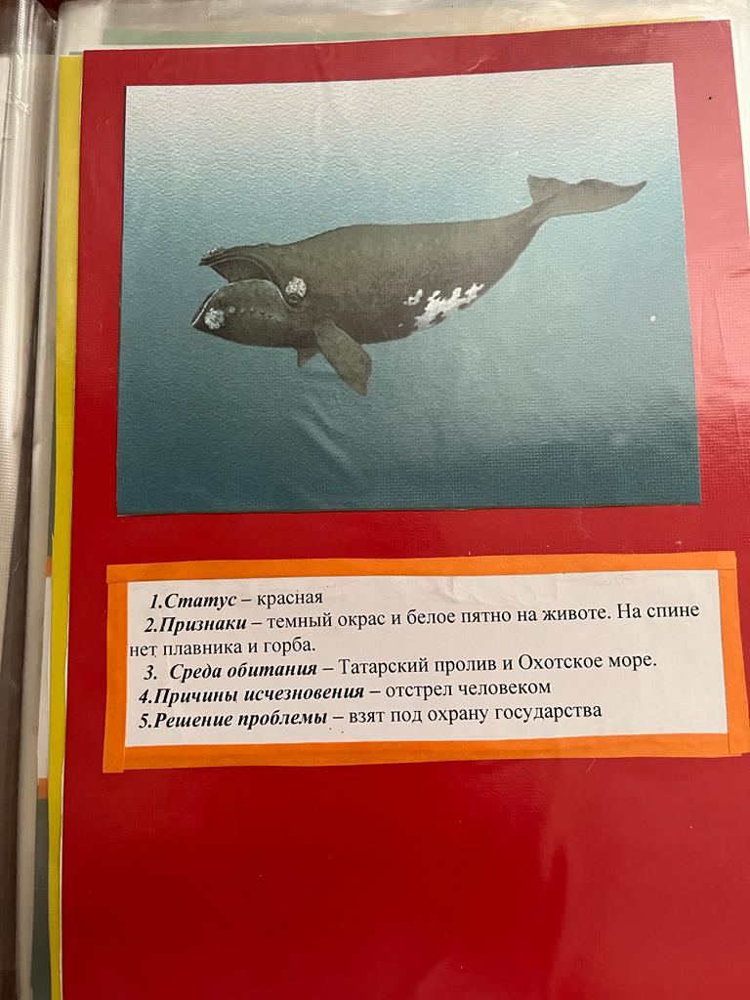 1.Статус – красная
2.Признаки – темный окрас и белое пятно на животе. На спине
нет плавника и горба.
3. Среда обитания – Татарский пролив и Охотское море.
4.Причины исчезновения – отстрел человеком
5.Решение проблемы – взят под охрану государства